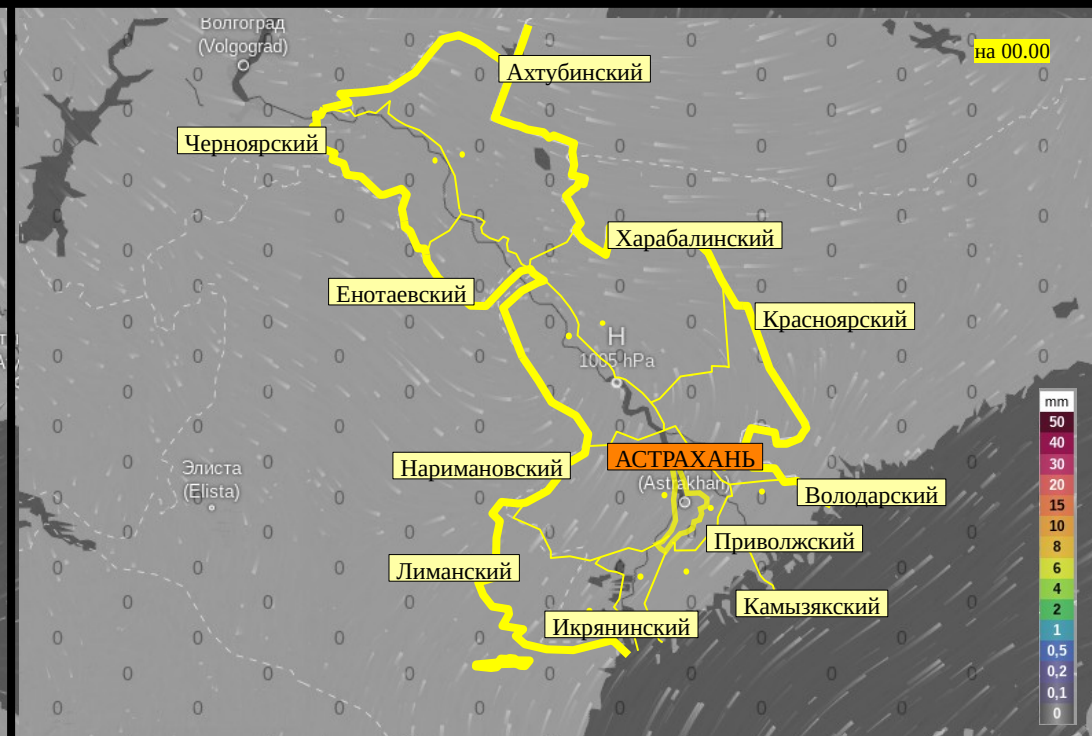 Волгоград
(Volgograd)
на 00.00
Ахтубинский
Черноярский
Харабалинский
Енотаевский
Красноярский
H
1005 hPa
mm
50
40
30
20
15
10
8
6
4
2
1
0,5
0,2
0,1
0
Элиста
(Elista)
Наримановский
АСТРАХАНЬ
(Astrakhan)
Володарский
Приволжский
Лиманский
Камызякский
Икрянинский